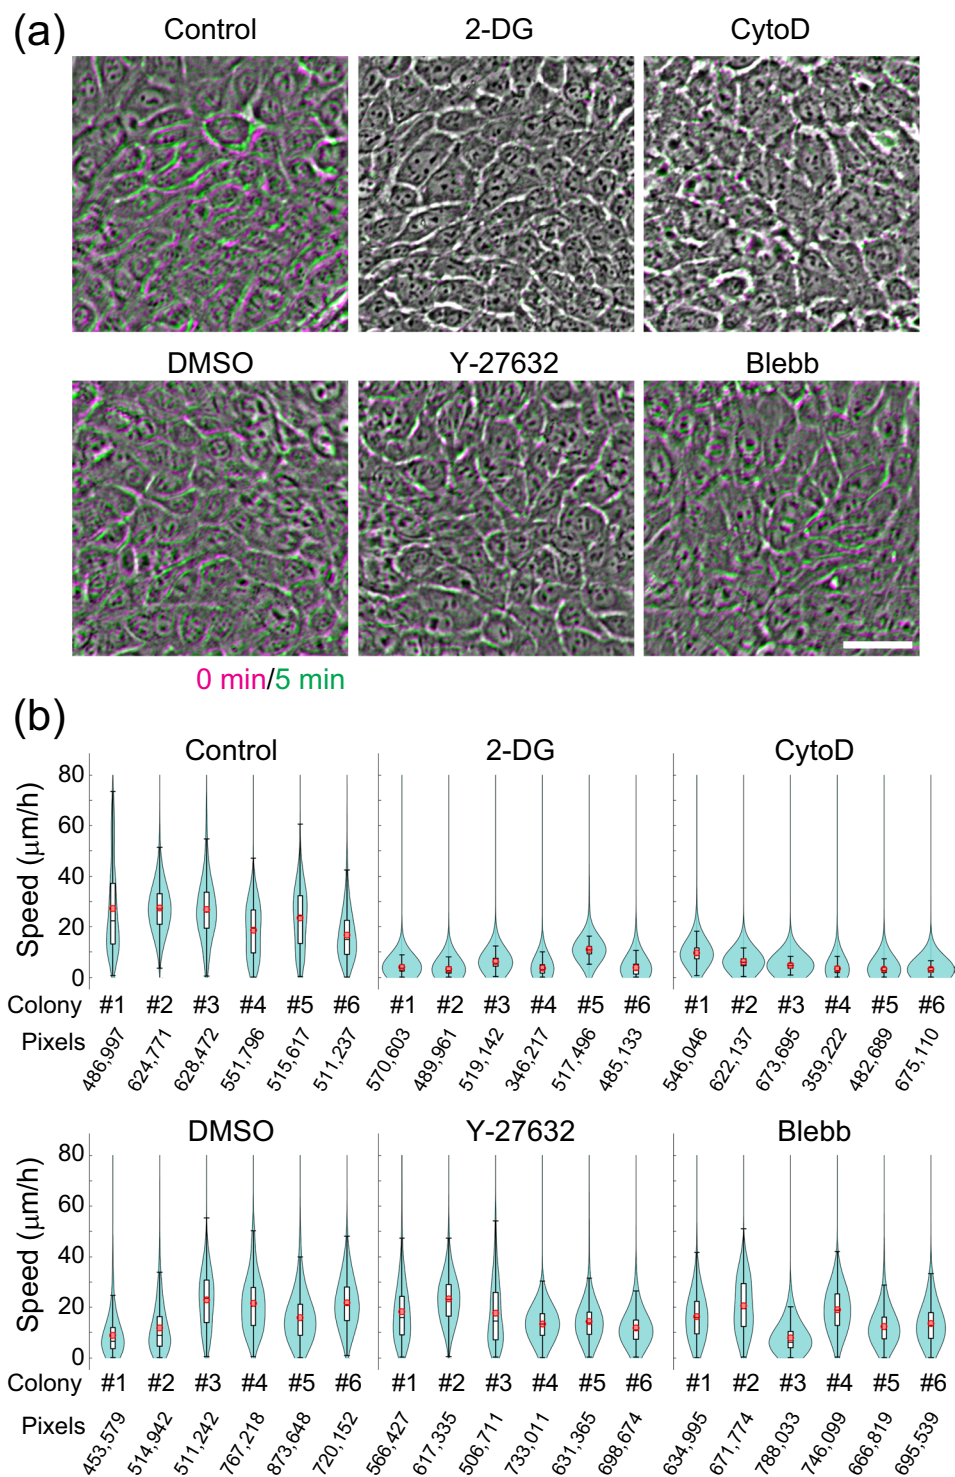 (a)
Control 2-DG CytoD
DMSO Y-27632 Blebb
0 min/5 min
(b)
Control 2-DG CytoD
Speed (μm/h)
80
60
40
20
0
Colony #1 #2 #3 #4 #5 #6 #1 #2 #3 #4 #5 #6 #1 #2 #3 #4 #5 #6
Pixels 486,997 624,771 628,472 551,796 515,617 511,237 570,603 489,961 519,142 346,217 517,496 485,133 546,046 622,137 673,695 359,222 482,689 675,110
DMSO Y-27632 Blebb
Speed (μm/h)
80
60
40
20
0
Colony #1 #2 #3 #4 #5 #6 #1 #2 #3 #4 #5 #6 #1 #2 #3 #4 #5 #6
Pixels 453,579 514,942 511,242 767,218 873,648 720,152 566,427 617,335 506,711 733,011 631,365 698,674 634,995 671,774 788,033 746,099 666,819 695,539